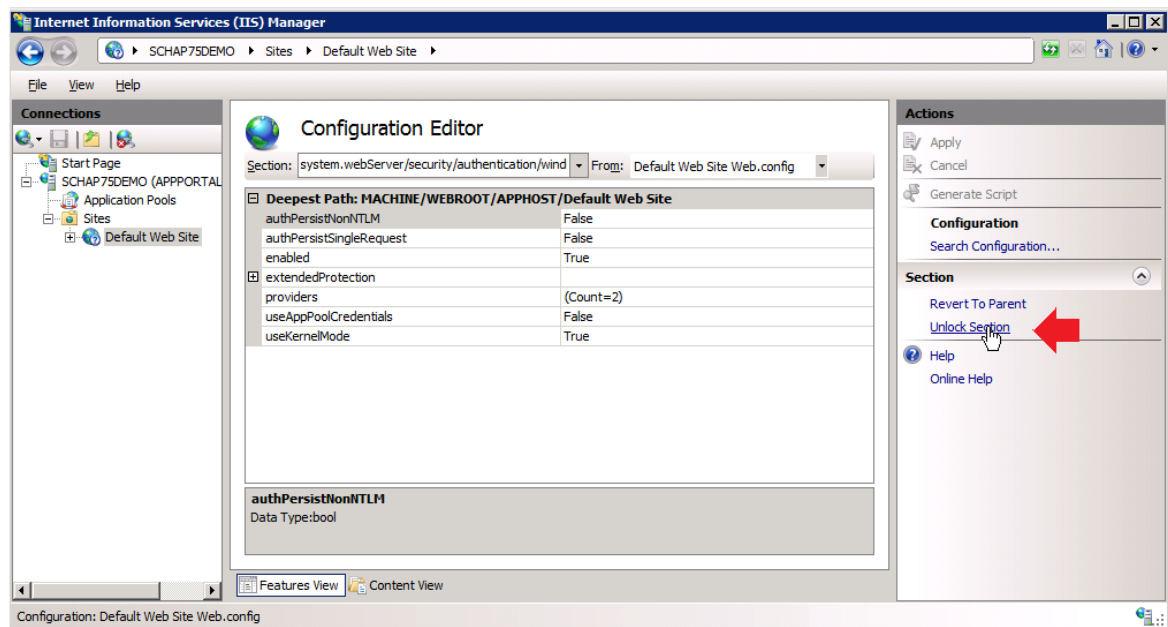 Internet Information Services (IIS) Manager
SCHAP75DEMO Sites Default Web Site
File View Help
Connections
Start Page
SCHAP75DEMO (APPPORTAL
Application Pools
Sites
Default Web Site
Configuration Editor
Section: system.webServer/security/authentication/wind From: Default Web Site Web.config
Deepest Path: MACHINE/WEBROOT/APPHOST/Default Web Site
authPersistNonNTLM False
authPersistSingleRequest False
enabled True
extendedProtection
providers (Count=2)
useAppPoolCredentials False
useKernelMode True
authPersistNonNTLM
Data Type:bool
Features View Content View
Actions
Apply
Cancel
Generate Script
Configuration
Search Configuration...
Section
Revert To Parent
Unlock Section
Help
Online Help
Configuration: Default Web Site Web.config